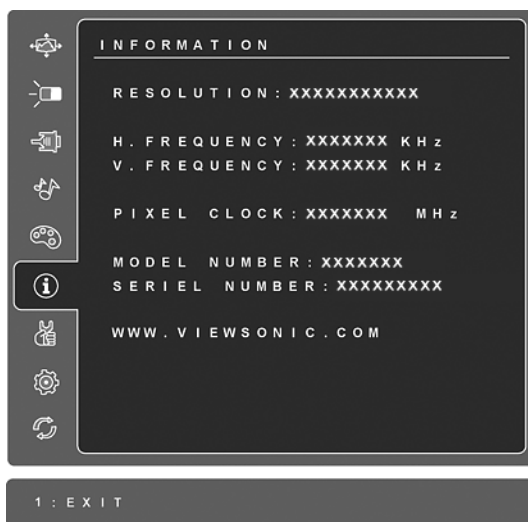 INFORMATION
RESOLUTION: XXXXXXXXXXX
H. FREQUENCY: XXXXXXX KHz
V. FREQUENCY: XXXXXXX KHz
PIXEL CLOCK: XXXXXXX MHz
MODEL NUMBER: XXXXXXX
SERIEL NUMBER: XXXXXXXXX
WWW.VIEWSONIC.COM
1:EXIT